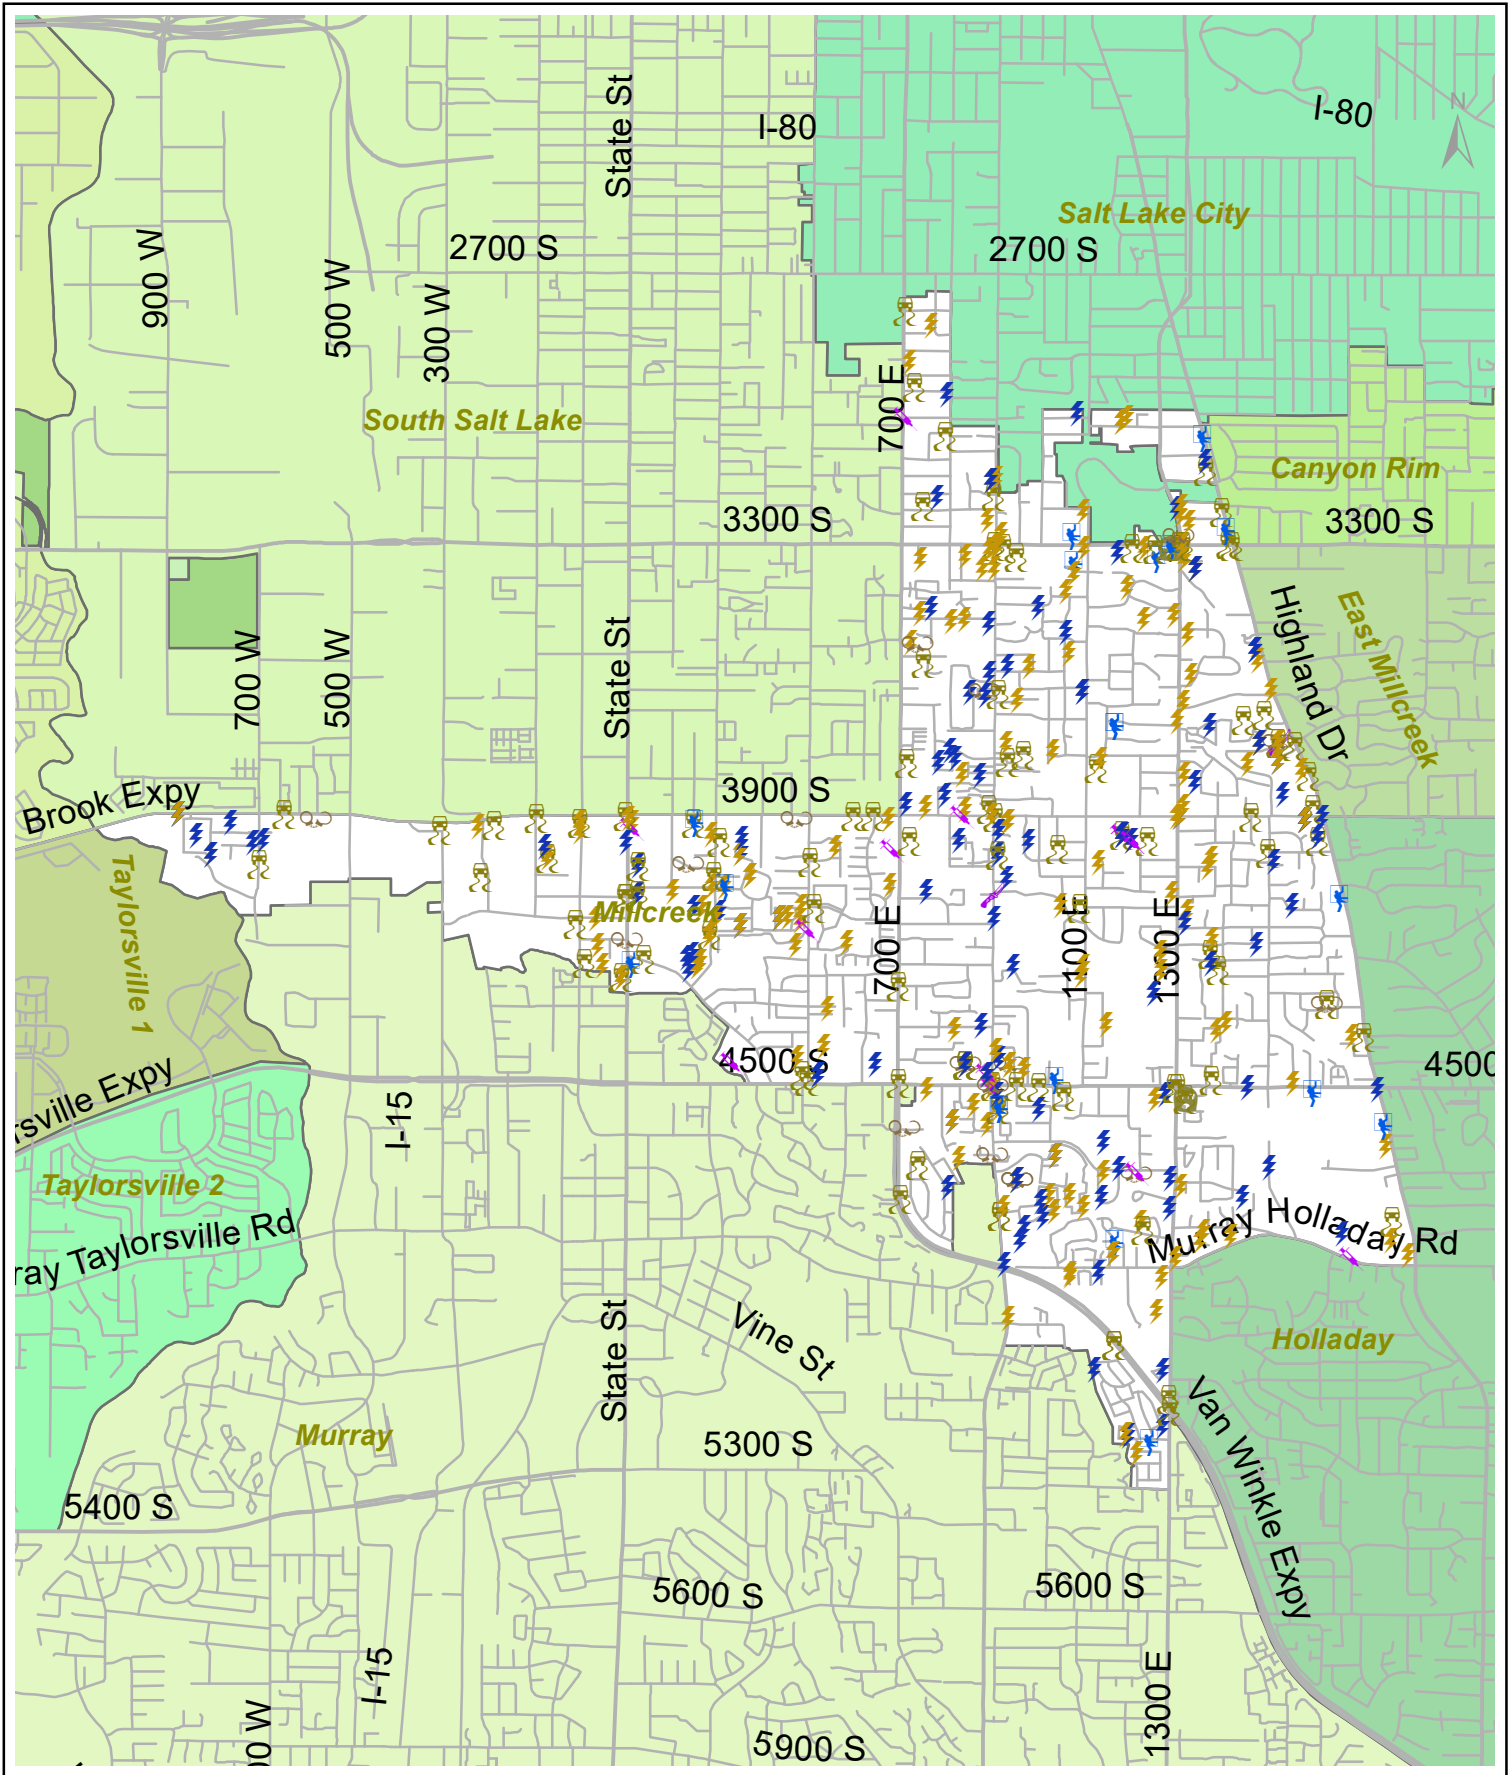 State St
I-80
I-80
N
Salt Lake City
900 W
2700 S
2700 S
500 W
300 W
700 E
South Salt Lake
Canyon Rim
3300 S
3300 S
Highland Dr
East Millcreek
700 W
500 W
State St
Brook Expy
3900 S
Taylorsville 1
Millcreek
700 E
1100 E
1300 E
4500 S
4500
rsville Expy
I-15
Taylorsville 2
ray Taylorsville Rd
Murray Holladay Rd
State St
Vine St
Holladay
Murray
5300 S
Van Winkle Expy
5400 S
5600 S
5600 S
I-15
1300 E
00 W
5900 S